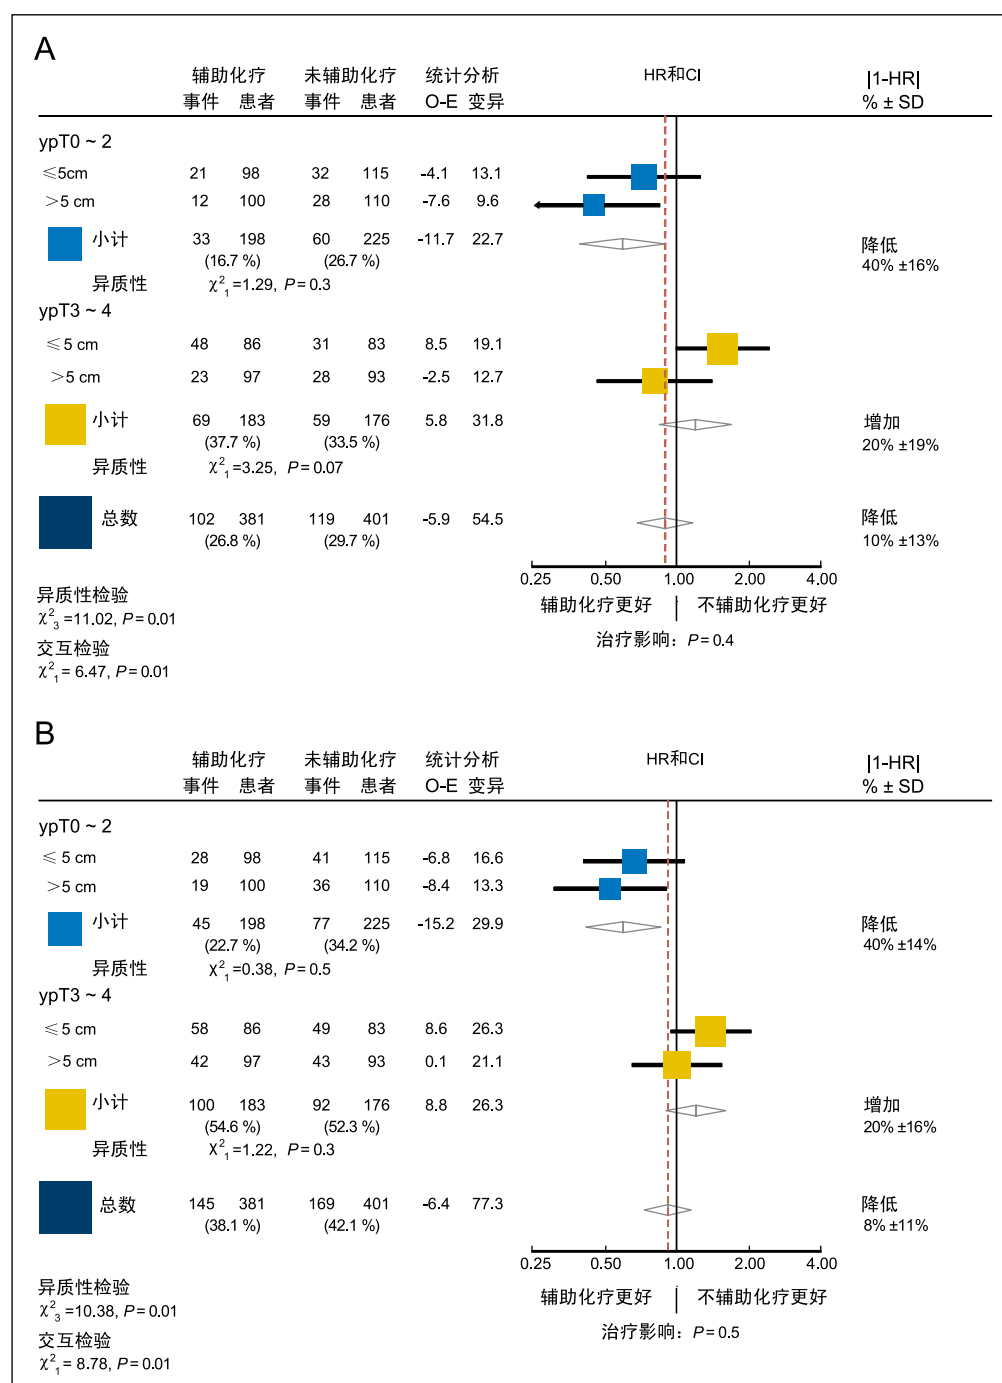 A
辅助化疗 未辅助化疗 统计分析 HR和CI |1-HR|
事件 患者 事件 患者 O-E 变异 % ± SD
ypT0 ~ 2
≤5cm 21 98 32 115 -4.1 13.1
>5 cm 12 100 28 110 -7.6 9.6
小计 33 198 60 225 -11.7 22.7 降低
(16.7 %) (26.7 %) 40% ±16%
异质性 χ²₁=1.29, P=0.3
ypT3 ~ 4
≤ 5 cm 48 86 31 83 8.5 19.1
>5 cm 23 97 28 93 -2.5 12.7
小计 69 183 59 176 5.8 31.8 增加
(37.7 %) (33.5 %) 20% ±19%
异质性 χ²₁=3.25, P=0.07
总数 102 381 119 401 -5.9 54.5 降低
(26.8 %) (29.7 %) 10% ±13%
0.25 0.50 1.00 2.00 4.00
异质性检验 辅助化疗更好 不辅助化疗更好
χ²₃=11.02, P=0.01
治疗影响：P=0.4
交互检验
χ²₁= 6.47, P=0.01
B
辅助化疗 未辅助化疗 统计分析 HR和CI |1-HR|
事件 患者 事件 患者 O-E 变异 % ± SD
ypT0 ~ 2
≤ 5 cm 28 98 41 115 -6.8 16.6
>5 cm 19 100 36 110 -8.4 13.3
小计 45 198 77 225 -15.2 29.9 降低
(22.7 %) (34.2 %) 40% ±14%
异质性 χ²₁=0.38, P=0.5
ypT3 ~ 4
≤ 5 cm 58 86 49 83 8.6 26.3
>5 cm 42 97 43 93 0.1 21.1
小计 100 183 92 176 8.8 26.3 增加
(54.6 %) (52.3 %) 20% ±16%
异质性 χ²₁=1.22, P=0.3
总数 145 381 169 401 -6.4 77.3 降低
(38.1 %) (42.1 %) 8% ±11%
0.25 0.50 1.00 2.00 4.00
异质性检验 辅助化疗更好 不辅助化疗更好
χ²₃=10.38, P=0.01
治疗影响：P=0.5
交互检验
χ²₁= 8.78, P=0.01